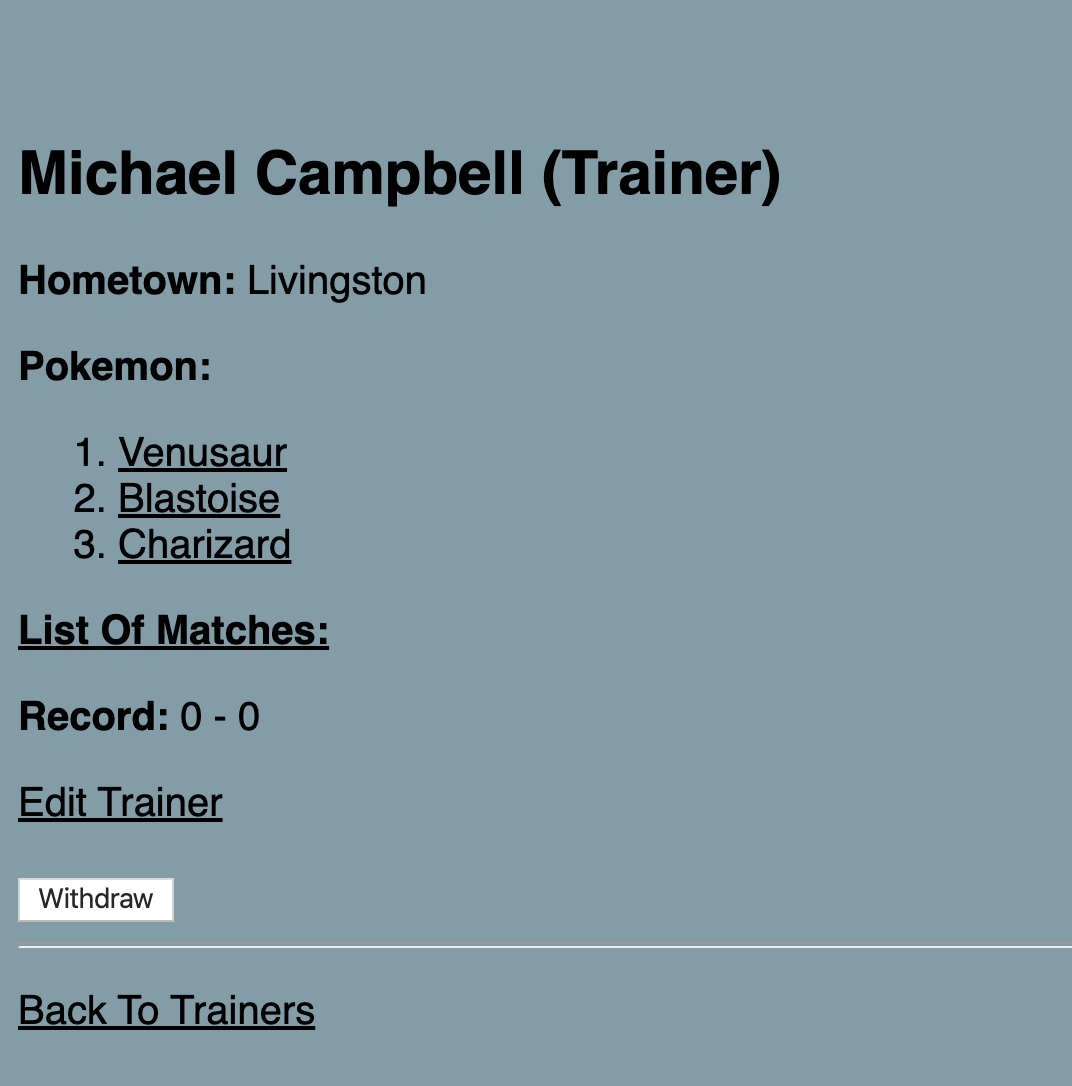 Michael Campbell (Trainer)
Hometown: Livingston
Pokemon:
1. Venusaur
2. Blastoise
3. Charizard
List Of Matches:
Record: 0 - 0
Edit Trainer
Withdraw
Back To Trainers